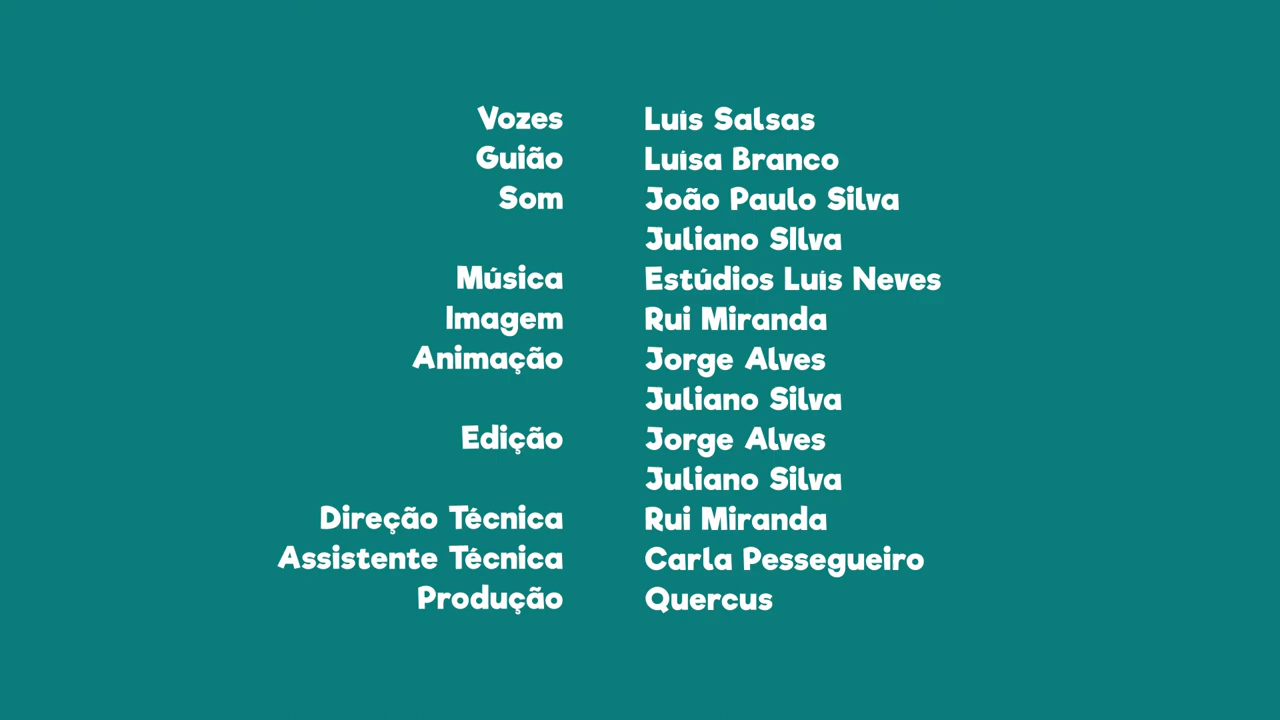 Vozes Luís Salsas
Guião Luísa Branco
Som João Paulo Silva
Juliano SIlva
Música Estúdios Luís Neves
Imagem Rui Miranda
Animação Jorge Alves
Juliano Silva
Edição Jorge Alves
Juliano Silva
Direção Técnica Rui Miranda
Assistente Técnica Carla Pessegueiro
Produção Quercus